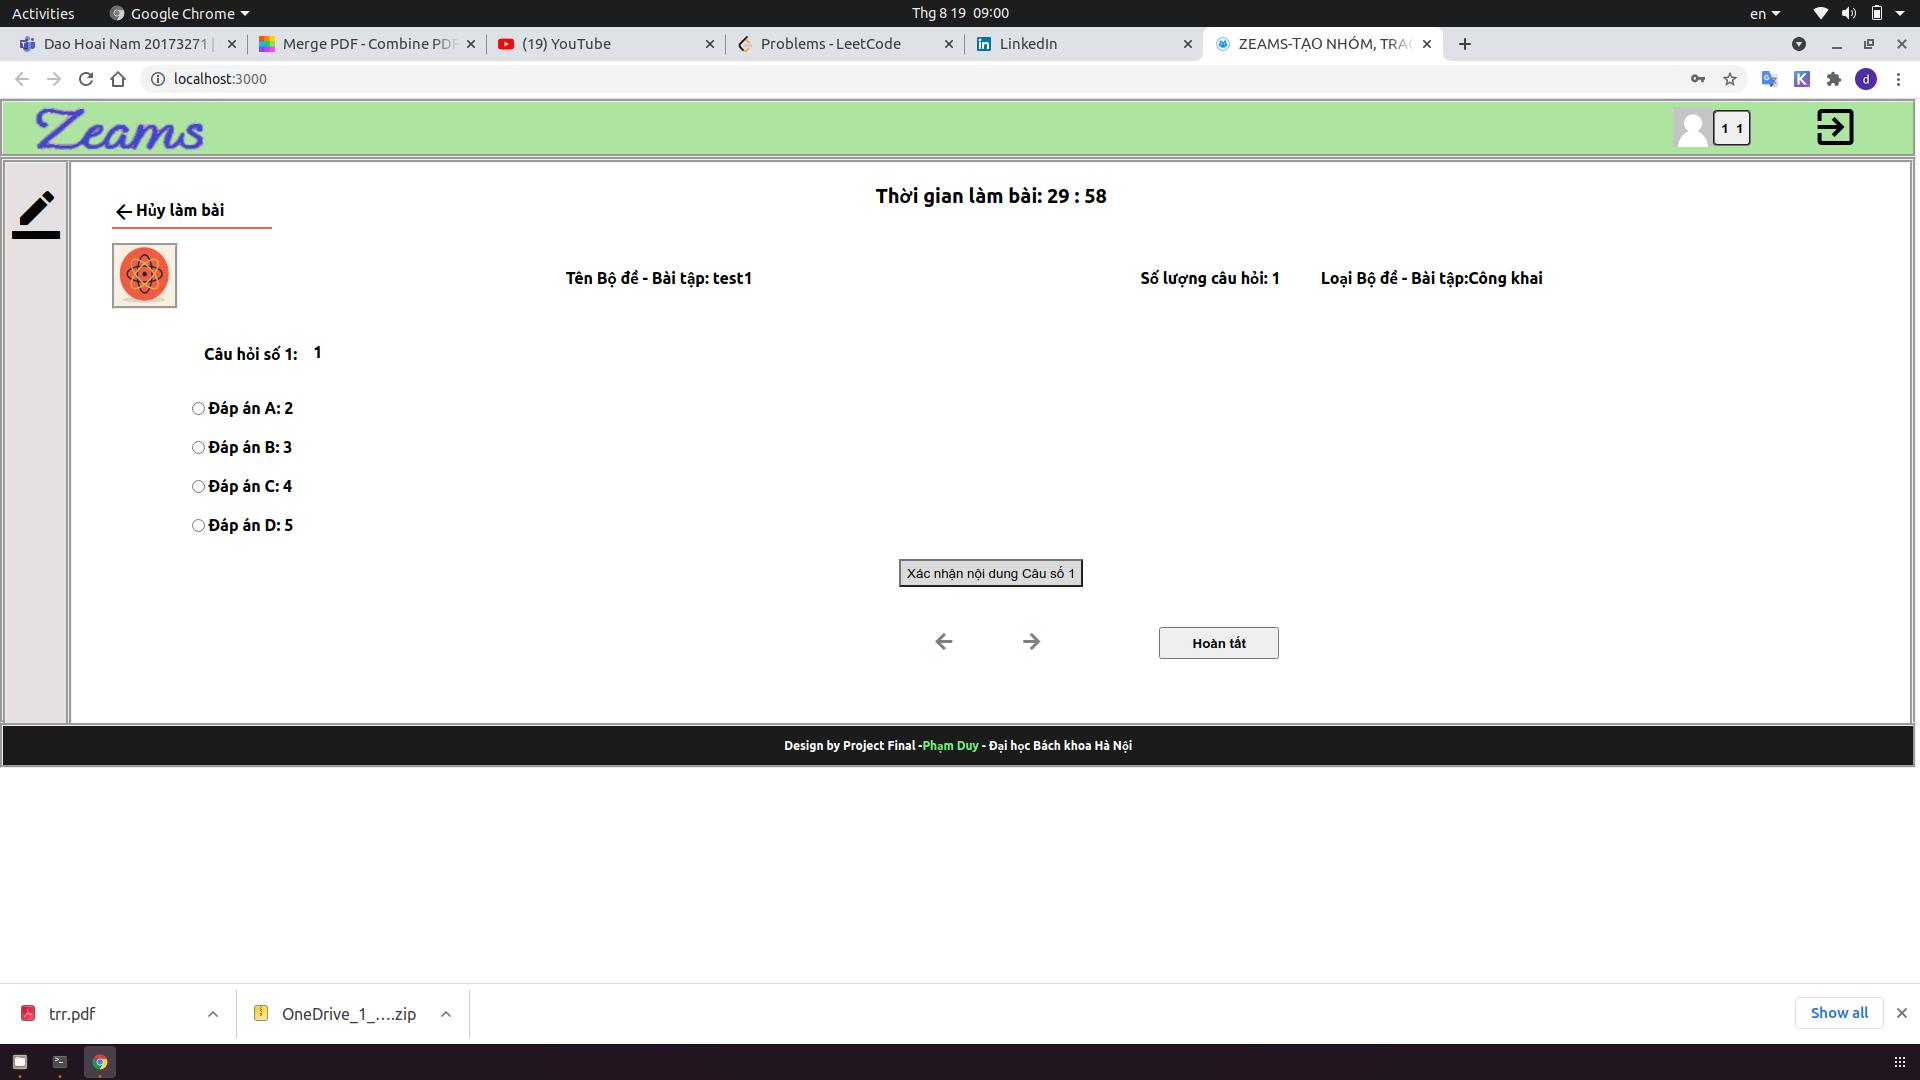 Activities Google Chrome Thg 8 19 09:00 en
Dao Hoai Nam 20173271 | Merge PDF - Combine PDF (19) YouTube Problems - LeetCode LinkedIn ZEAMS-TẠO NHÓM, TRẮC
localhost:3000 d
Zeams 1 1
Thời gian làm bài: 29 : 58
Hủy làm bài
Tên Bộ đề - Bài tập: test1 Số lượng câu hỏi: 1 Loại Bộ đề - Bài tập:Công khai
Câu hỏi số 1: 1
Đáp án A: 2
Đáp án B: 3
Đáp án C: 4
Đáp án D: 5
Xác nhận nội dung Câu số 1
Hoàn tất
Design by Project Final -Phạm Duy - Đại học Bách khoa Hà Nội
trr.pdf OneDrive_1_....zip Show all